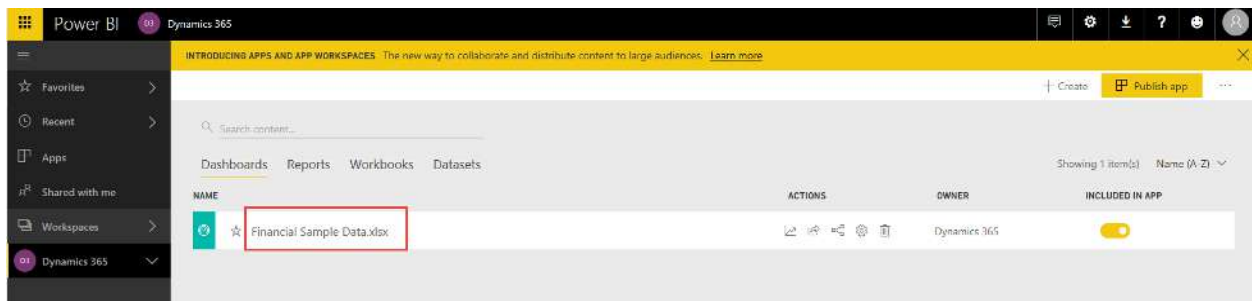 Power BI D3 Dynamics 365 ?
INTRODUCING APPS AND APP WORKSPACES The new way to collaborate and distribute content to large audiences. Learn more
Favorites
+ Create Publish app ...
Recent
Search content...
Apps
Dashboards Reports Workbooks Datasets Showing 1 item(s) Name (A-Z)
Shared with me
NAME ACTIONS OWNER INCLUDED IN APP
Workspaces
Financial Sample Data.xlsx Dynamics 365
D3 Dynamics 365